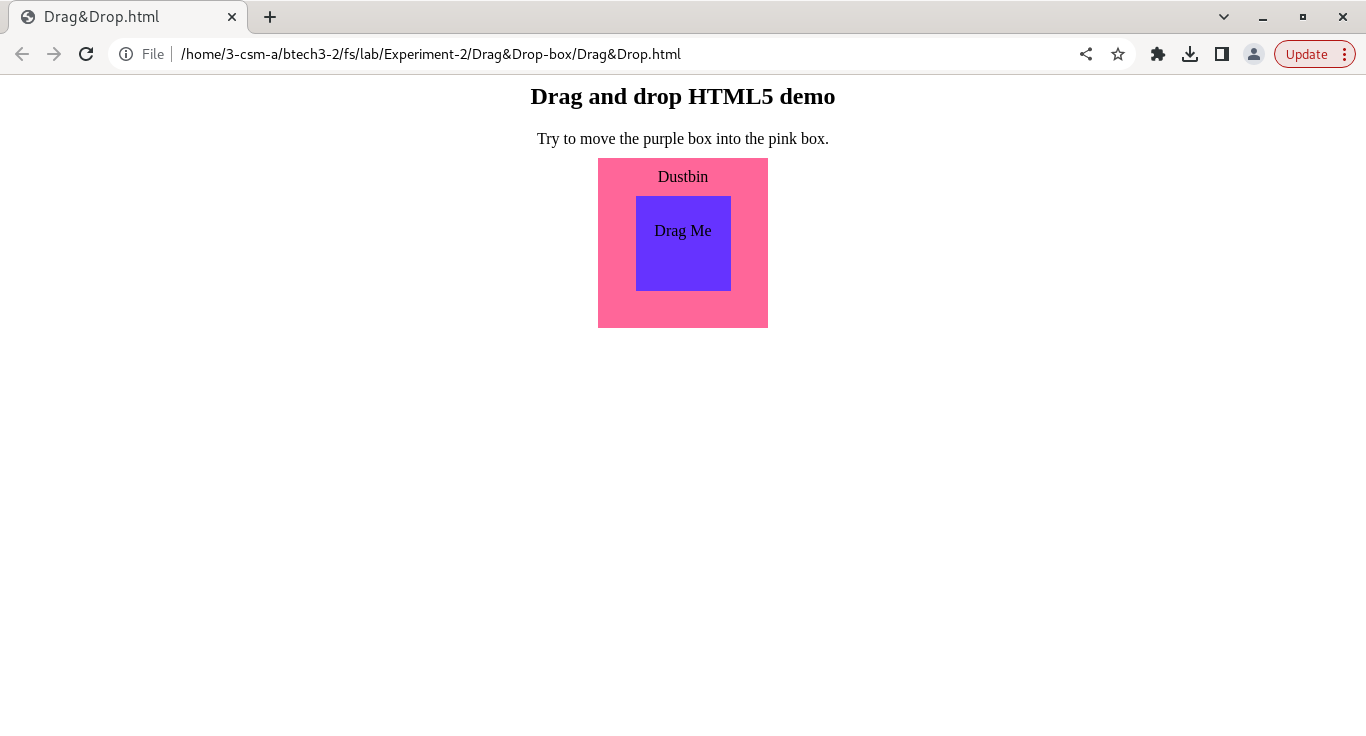 Drag&Drop.html
File
/home/3-csm-a/btech3-2/fs/lab/Experiment-2/Drag&Drop-box/Drag&Drop.html
Update
Drag and drop HTML5 demo
Try to move the purple box into the pink box.
Dustbin
Drag Me